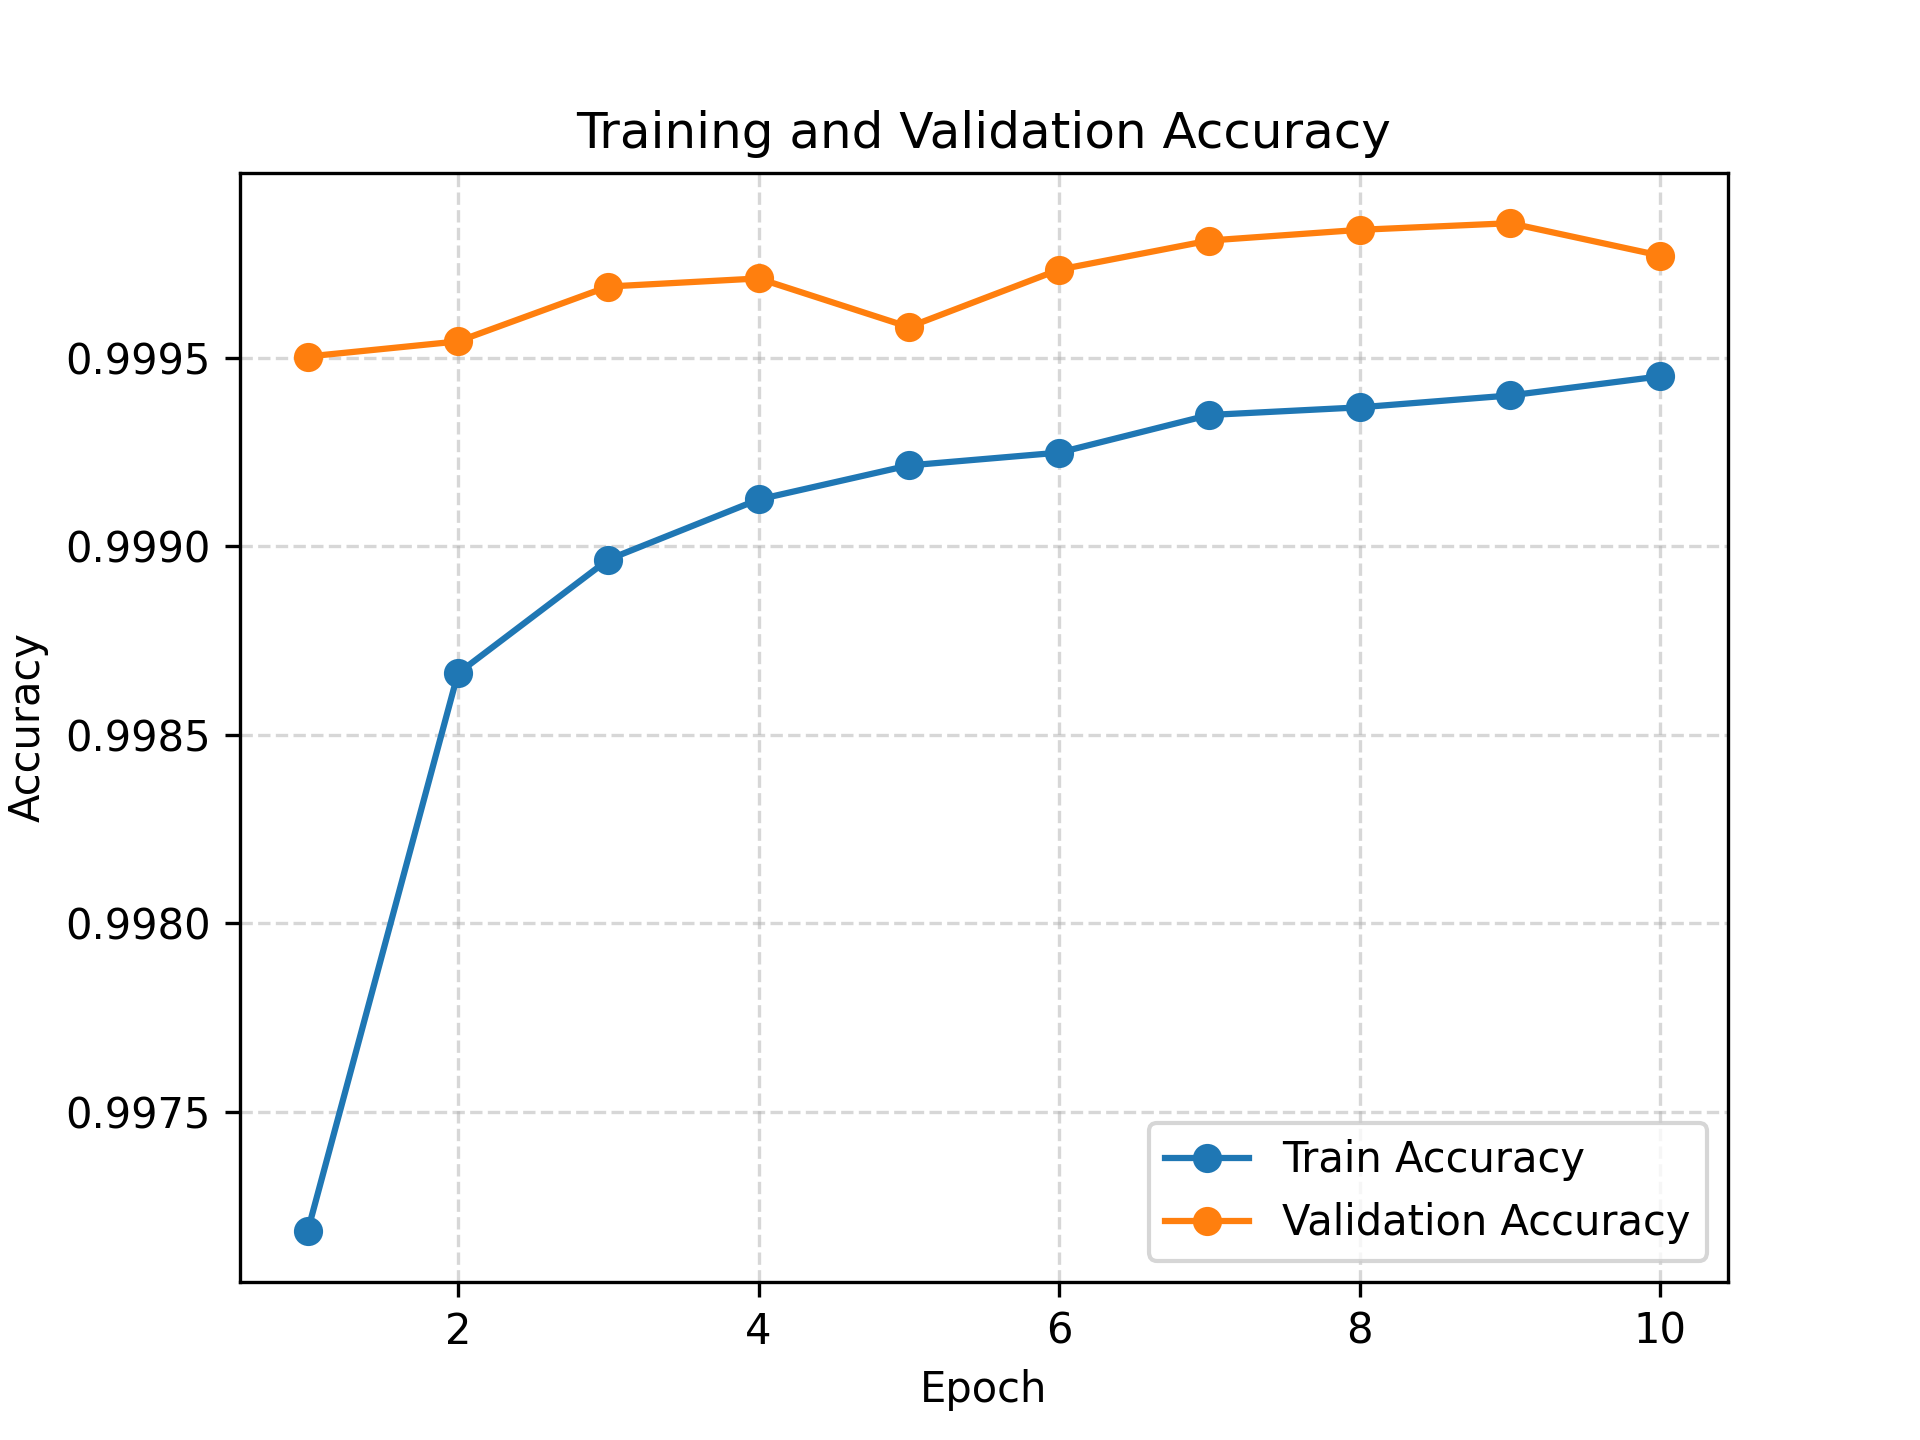 Training and Validation Accuracy
Accuracy
0.9995
0.9990
0.9985
0.9980
0.9975
Train Accuracy
Validation Accuracy
2 4 6 8 10
Epoch